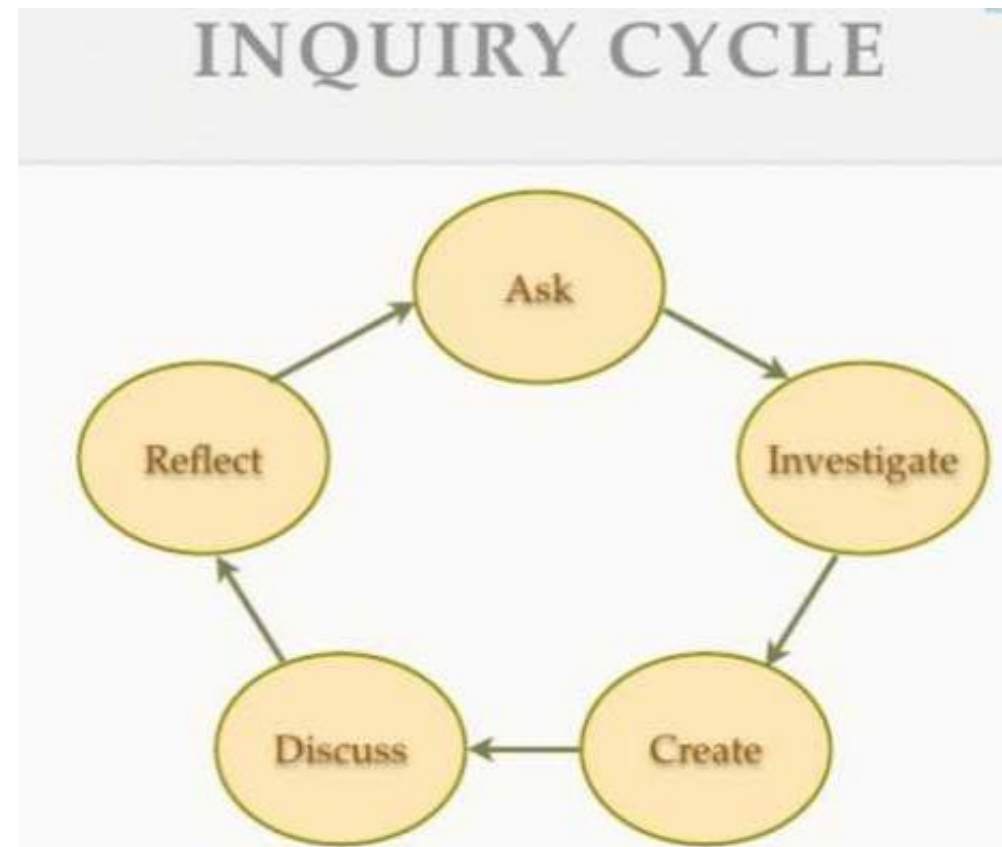 INQUIRY CYCLE
Ask
Investigate
Create
Discuss
Reflect